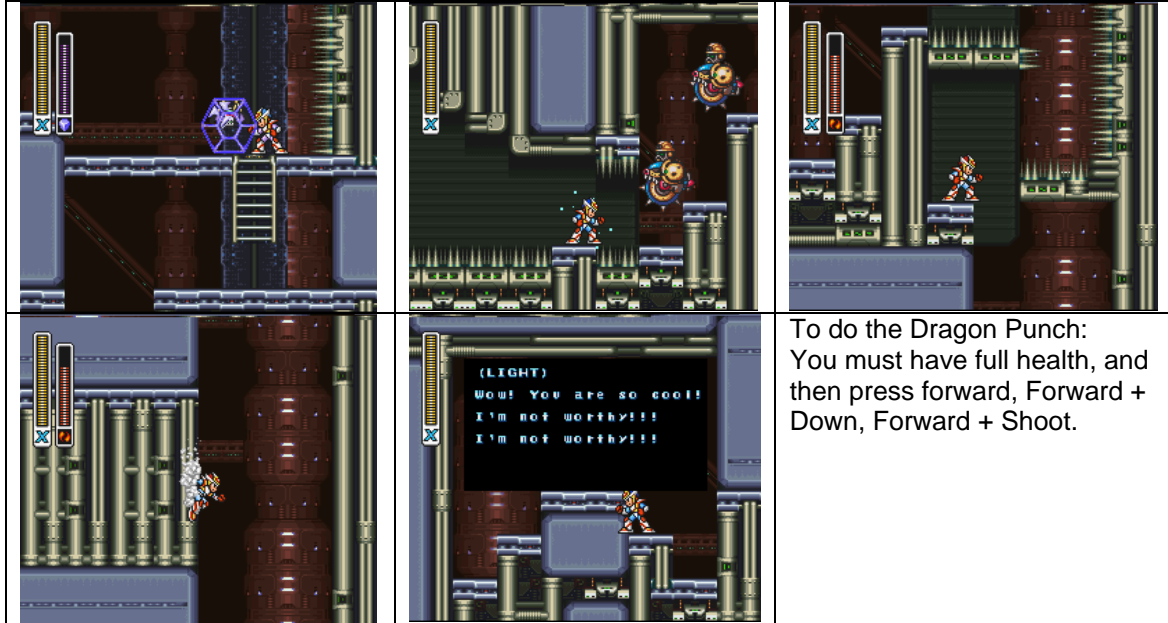 X
X
X
To do the Dragon Punch:
You must have full health, and
then press forward, Forward +
Down, Forward + Shoot.
X
X
(LIGHT)
Wow! You are so cool!
I'm not worthy!!!
I'm not worthy!!!